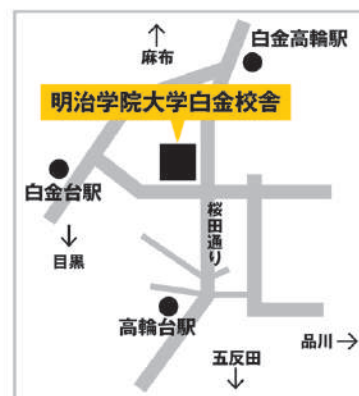 麻布
白金高輪駅
明治学院大学白金校舎
白金台駅
目黒
桜田通り
高輪台駅
品川
五反田